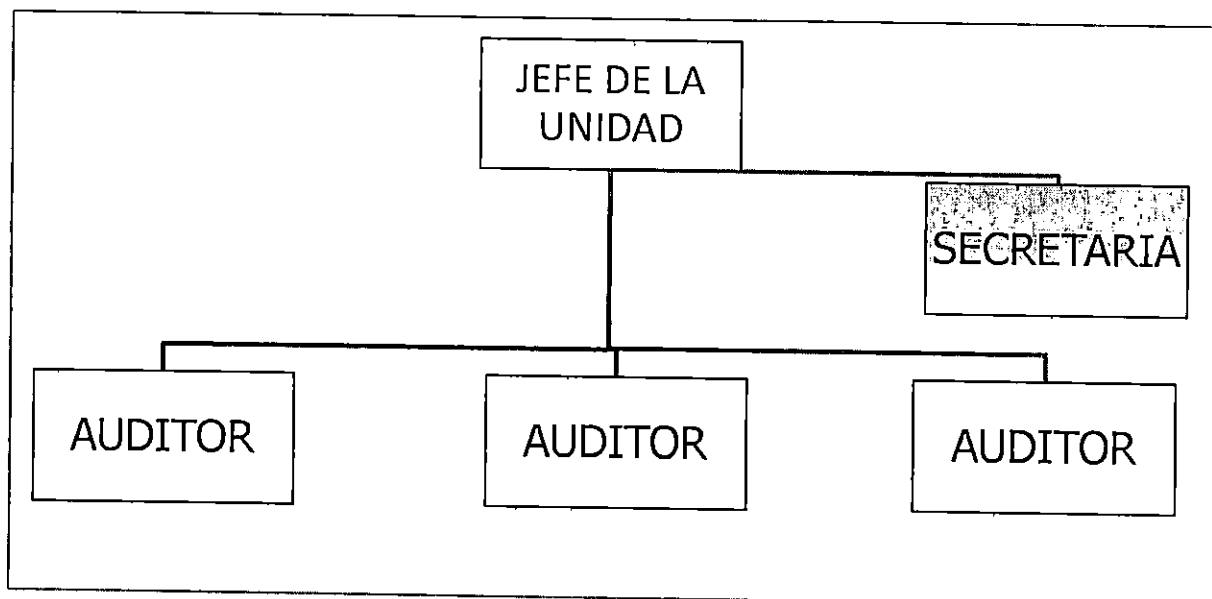 JEFE DE LA
UNIDAD
SECRETARIA
AUDITOR
AUDITOR
AUDITOR